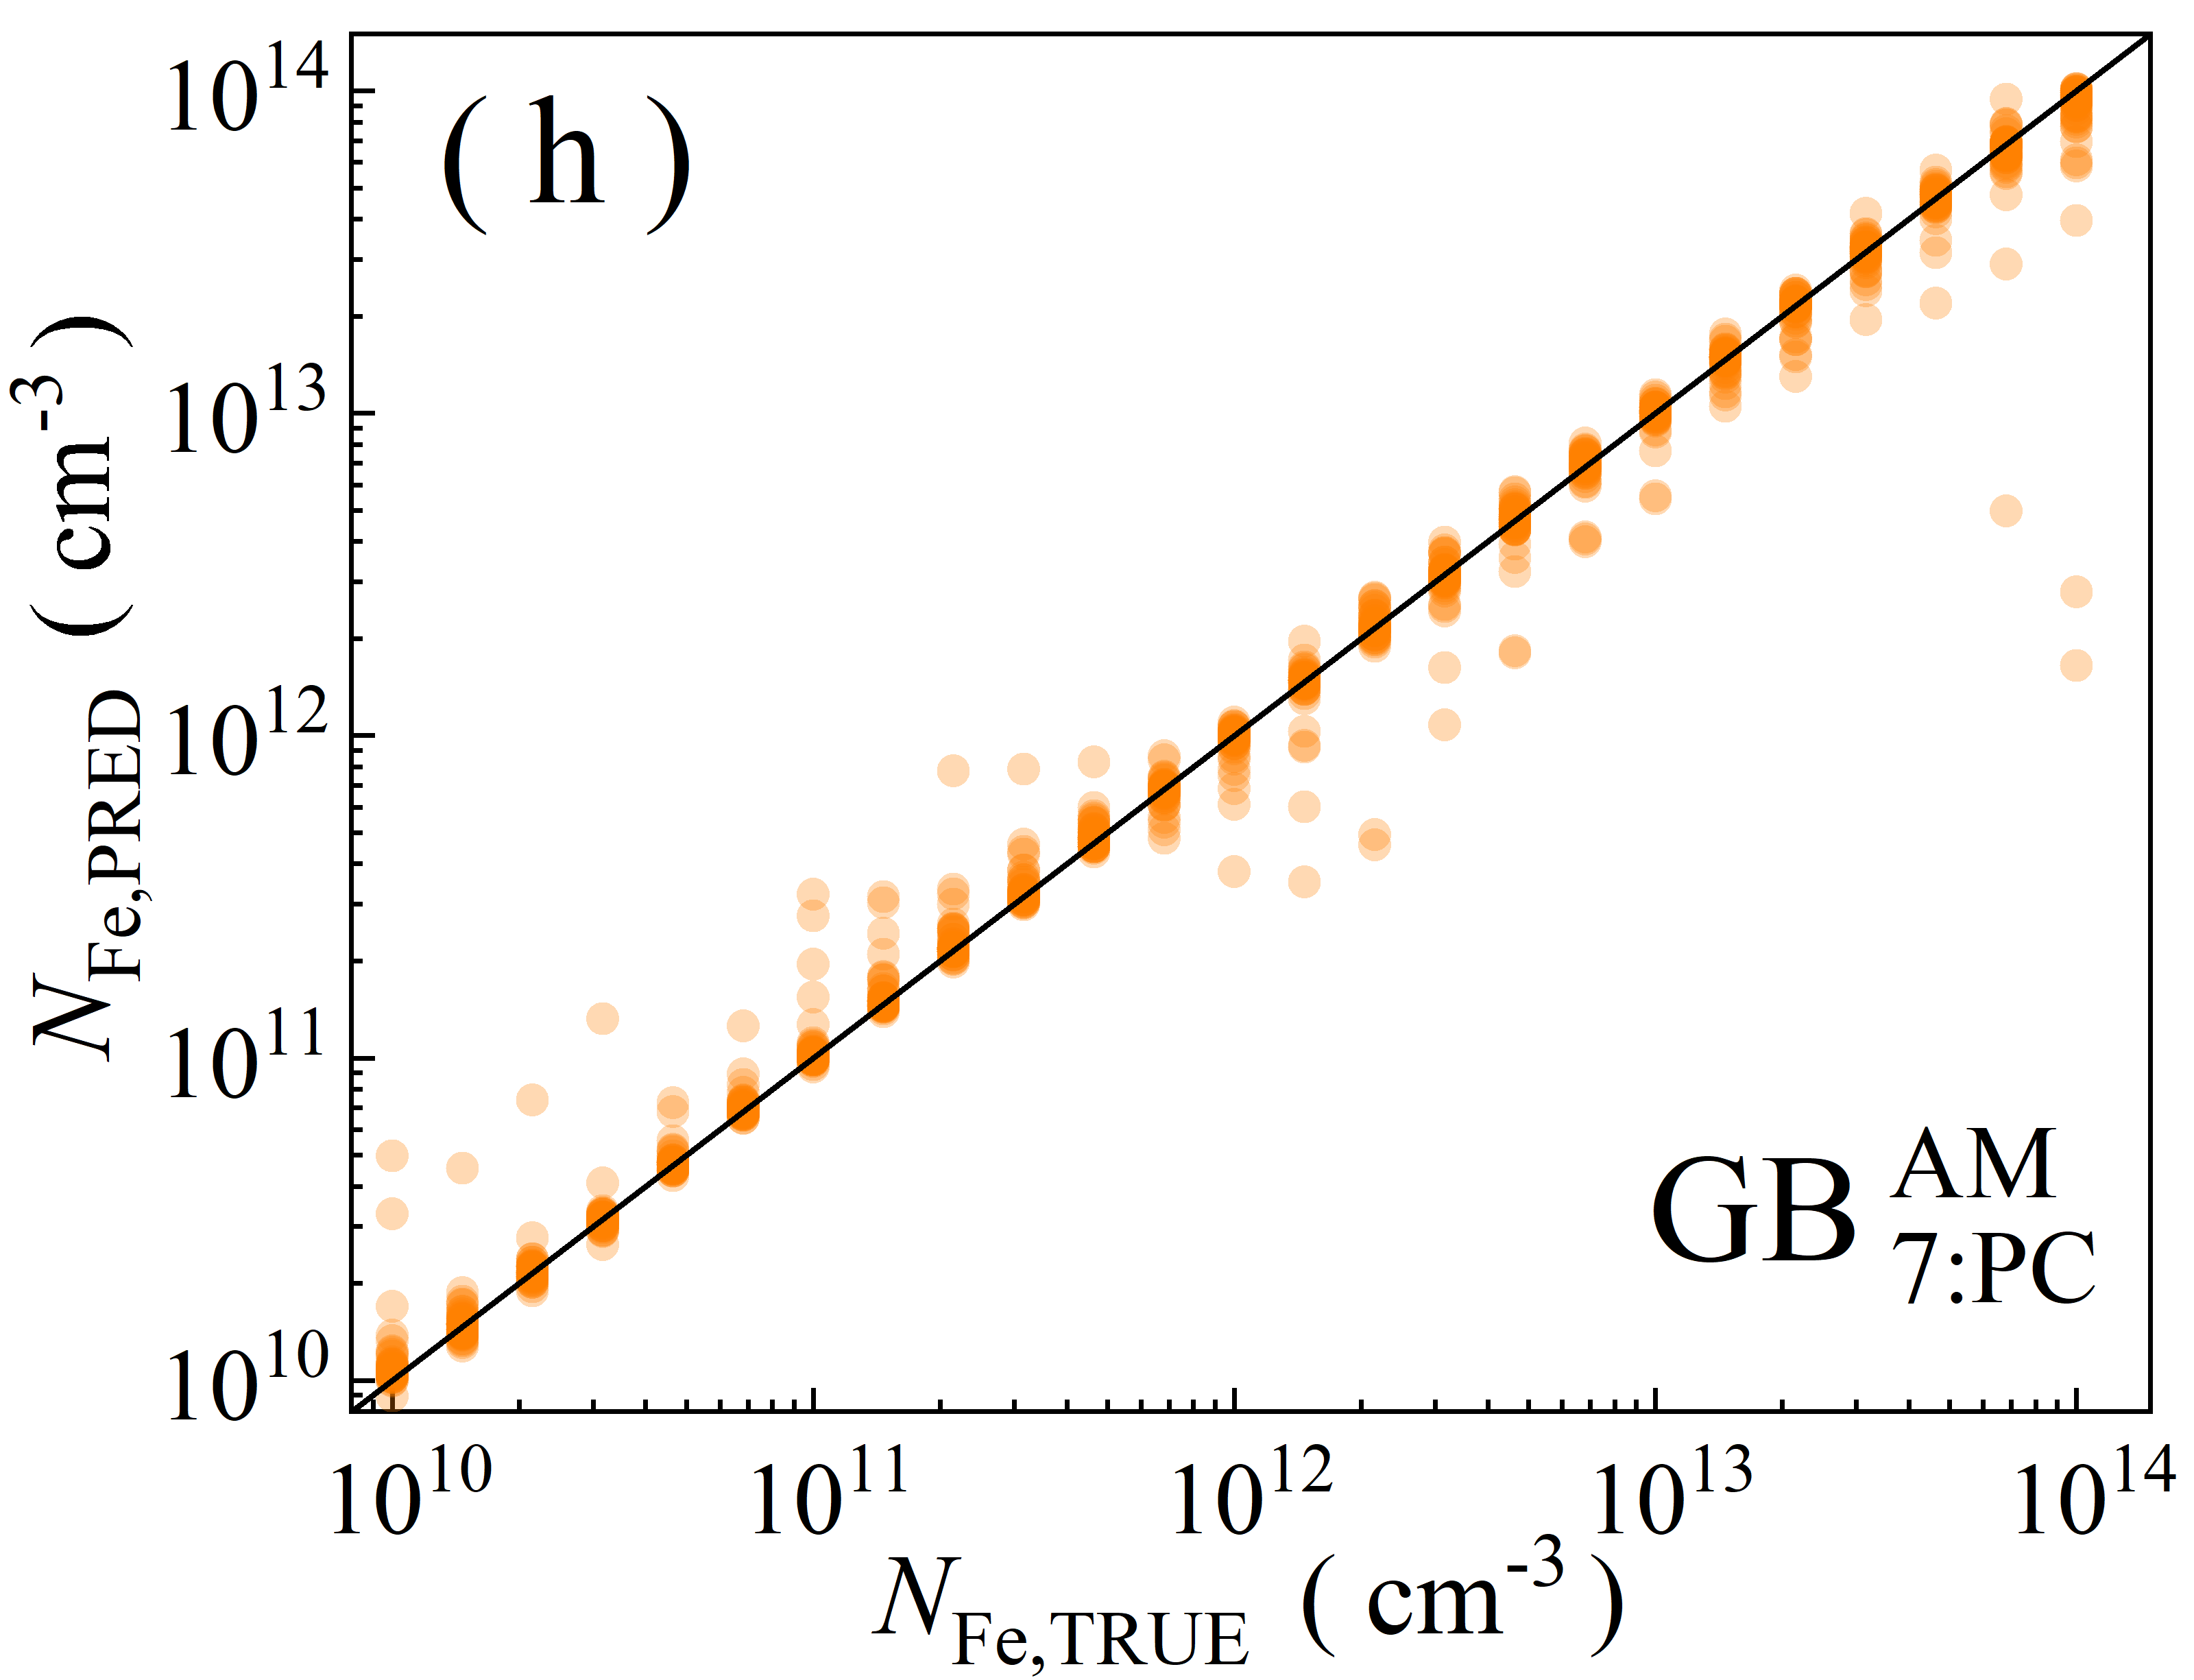 ( h )
10^14
10^13
10^12
10^11
10^10
N_Fe,PRED ( cm^-3 )
GB AM
7:PC
10^10 10^11 10^12 10^13 10^14
N_Fe,TRUE ( cm^-3 )